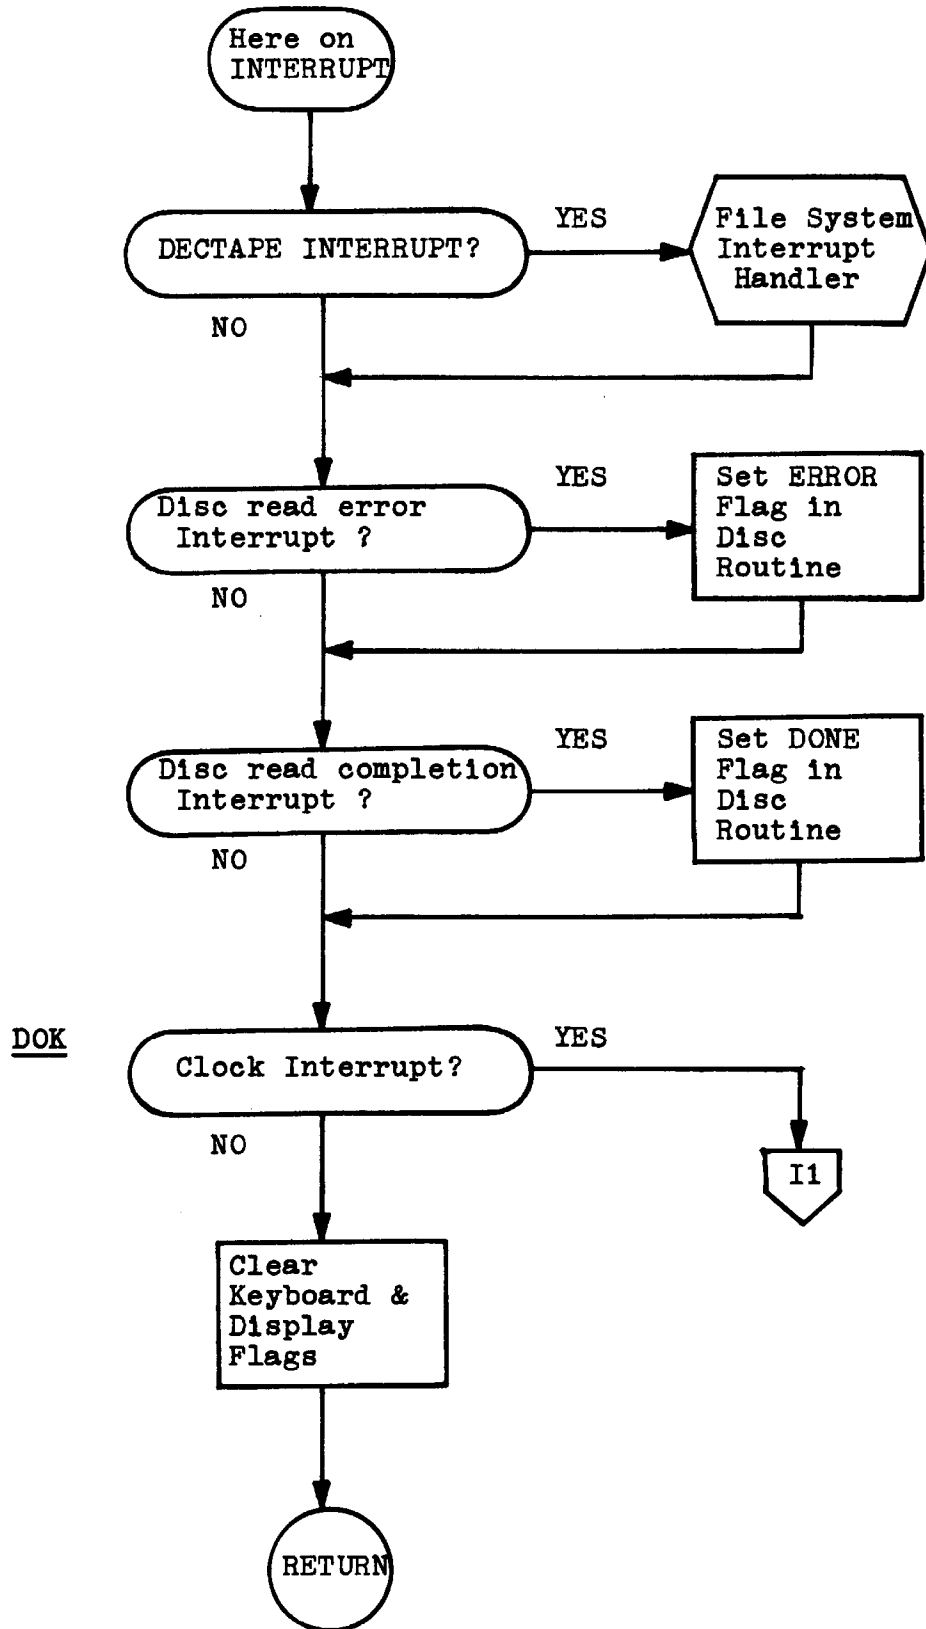 Here on
INTERRUPT
DECTAPE INTERRUPT?
YES
File System
Interrupt
Handler
NO
Disc read error
Interrupt ?
YES
Set ERROR
Flag in
Disc
Routine
NO
Disc read completion
Interrupt ?
YES
Set DONE
Flag in
Disc
Routine
NO
DOK
Clock Interrupt?
YES
NO
I1
Clear
Keyboard &
Display
Flags
RETURN